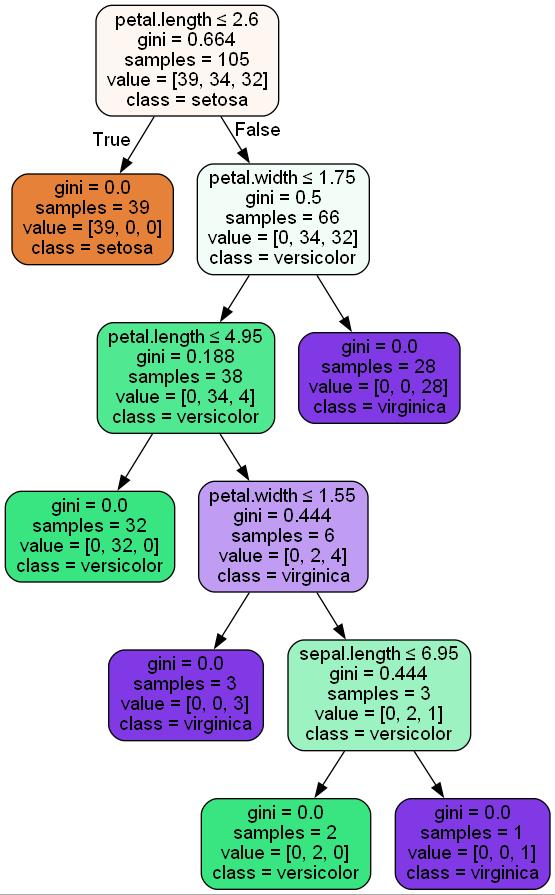 petal.length ≤ 2.6
gini = 0.664
samples = 105
value = [39, 34, 32]
class = setosa
True
False
gini = 0.0
samples = 39
value = [39, 0, 0]
class = setosa
petal.width ≤ 1.75
gini = 0.5
samples = 66
value = [0, 34, 32]
class = versicolor
petal.length ≤ 4.95
gini = 0.188
samples = 38
value = [0, 34, 4]
class = versicolor
gini = 0.0
samples = 28
value = [0, 0, 28]
class = virginica
gini = 0.0
samples = 32
value = [0, 32, 0]
class = versicolor
petal.width ≤ 1.55
gini = 0.444
samples = 6
value = [0, 2, 4]
class = virginica
gini = 0.0
samples = 3
value = [0, 0, 3]
class = virginica
sepal.length ≤ 6.95
gini = 0.444
samples = 3
value = [0, 2, 1]
class = versicolor
gini = 0.0
samples = 2
value = [0, 2, 0]
class = versicolor
gini = 0.0
samples = 1
value = [0, 0, 1]
class = virginica